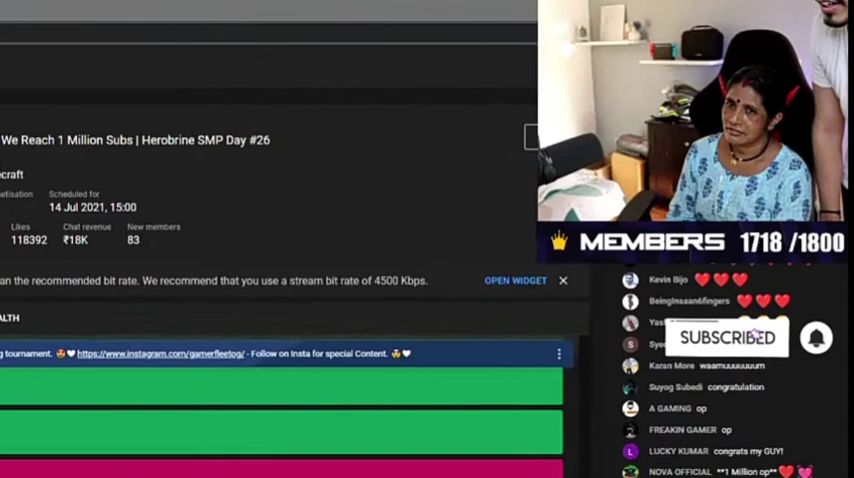 We Reach 1 Million Subs | Herobrine SMP Day #26
ecraft
etisation Scheduled for
14 Jul 2021, 15:00
Likes Chat revenue New members
118392 ₹18K 83
MEMBERS 1718 /1800
an the recommended bit rate. We recommend that you use a stream bit rate of 4500 Kbps. OPEN WIDGET
ALTH
g tournament. 😍🤍 https://www.instagram.com/gamerfleetog/ - Follow on Insta for special Content. 🤍
Kevin Bijo ❤️❤️❤️
BeingInsaan6fingers ❤️❤️❤️
SUBSCRIBED
Karan More waamuuuuuuum
Suyog Subedi congratulation
A GAMING op
FREAKIN GAMER op
LUCKY KUMAR congrats my GUY!
NOVA OFFICIAL **1 Million op** ❤️💓